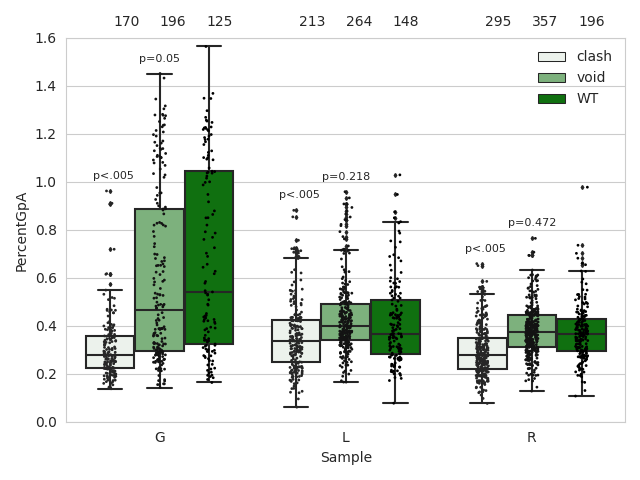 170 196 125 213 264 148 295 357 196
1.6
p=0.05
clash
void
WT
1.4
1.2
1.0
p<.005
p<.005
p=0.218
p=0.472
p<.005
0.8
0.6
0.4
0.2
0.0
PercentGpA
G L R
Sample